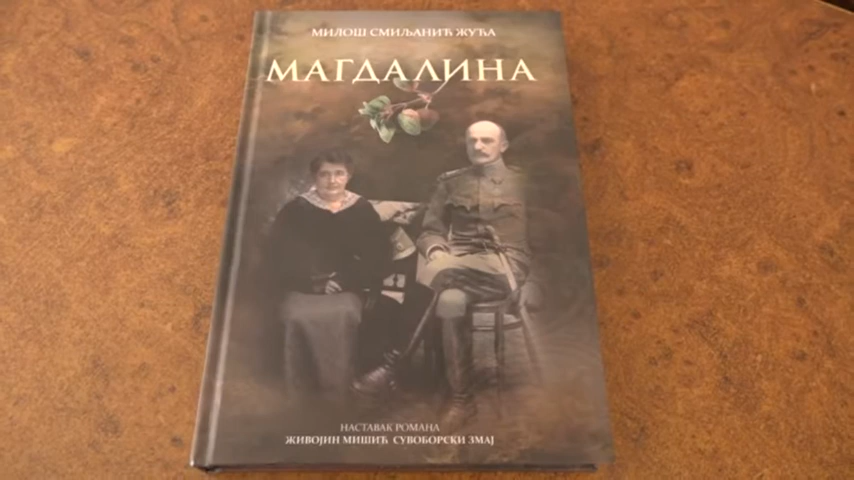 МИЛОШ СМИЉАНИЋ ЖУЋА
МАГДАЛИНА
НАСТАВАК РОМАНА
ЖИВОЈИН МИШИЋ СУВОБОРСКИ ЗМАЈ